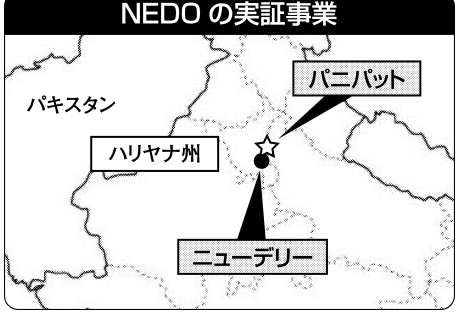 NEDO の実証事業
パニパット
パキスタン
ハリヤナ州
ニューデリー